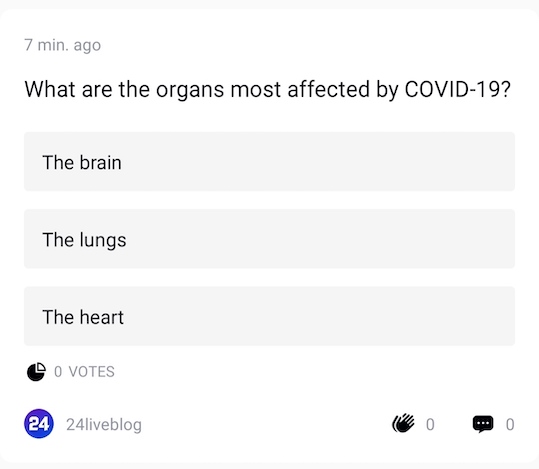 7 min. ago
What are the organs most affected by COVID-19?
The brain
The lungs
The heart
0 VOTES
24 24liveblog 0 0